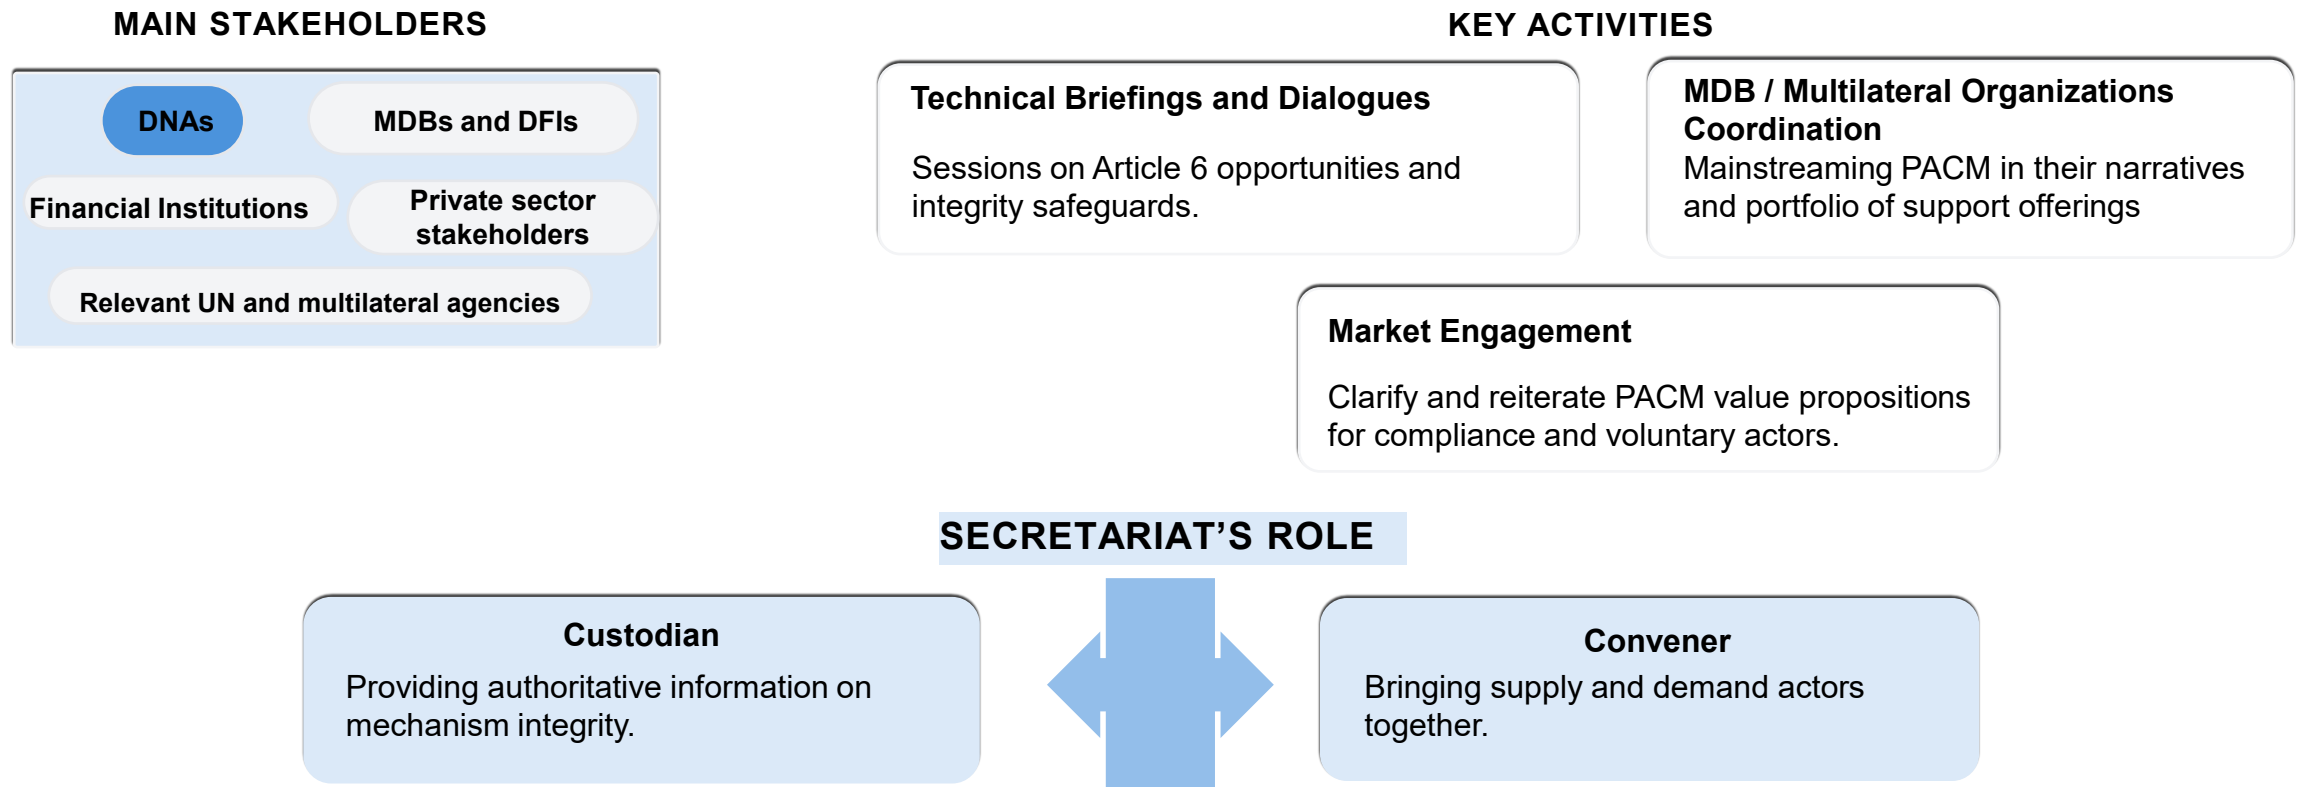 MAIN STAKEHOLDERS
DNAs
MDBs and DFIs
Financial Institutions
Private sector
stakeholders
Relevant UN and multilateral agencies
KEY ACTIVITIES
Technical Briefings and Dialogues
Sessions on Article 6 opportunities and
integrity safeguards.
MDB / Multilateral Organizations
Coordination
Mainstreaming PACM in their narratives
and portfolio of support offerings
Market Engagement
Clarify and reiterate PACM value propositions
for compliance and voluntary actors.
SECRETARIAT’S ROLE
Custodian
Providing authoritative information on
mechanism integrity.
Convener
Bringing supply and demand actors
together.